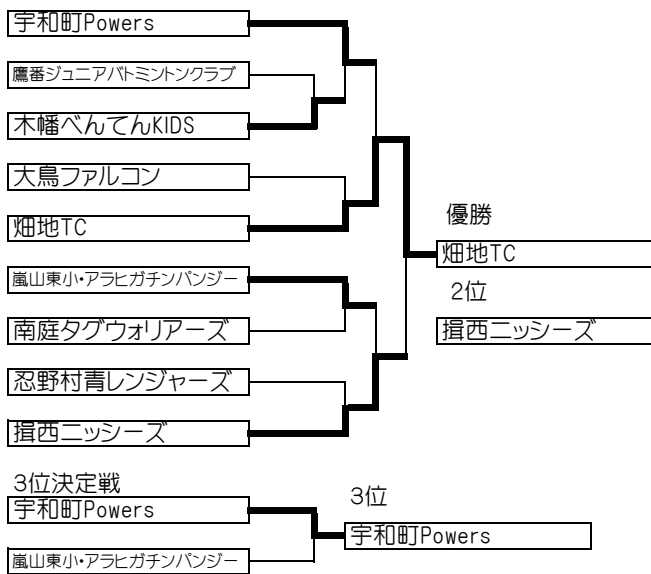 宇和町Powers
鷹番ジュニアバトミントンクラブ
木幡べんてんKIDS
大鳥ファルコン
畑地TC
嵐山東小・アラヒガチンパンジー
南庭タグウォリアーズ
忍野村青レンジャーズ
揖西ニッシーズ
優勝
畑地TC
2位
揖西ニッシーズ
3位決定戦
宇和町Powers
嵐山東小・アラヒガチンパンジー
3位
宇和町Powers